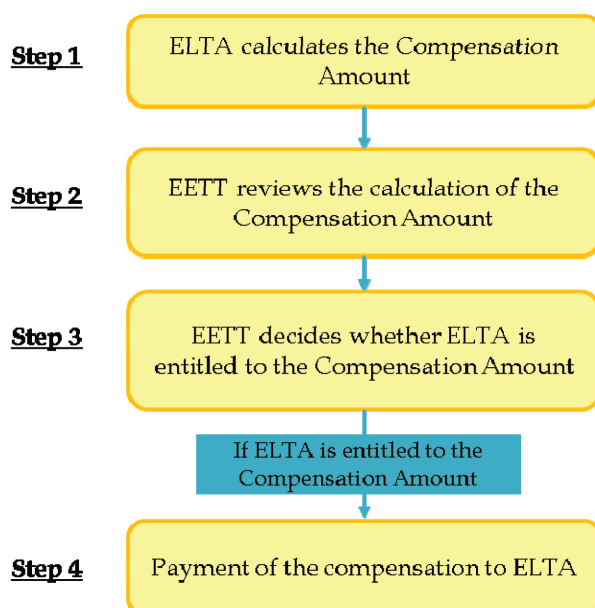 Step 1
ELTA calculates the Compensation
Amount
Step 2
EETT reviews the calculation of the
Compensation Amount
Step 3
EETT decides whether ELTA is
entitled to the Compensation Amount
If ELTA is entitled to the
Compensation Amount
Step 4
Payment of the compensation to ELTA